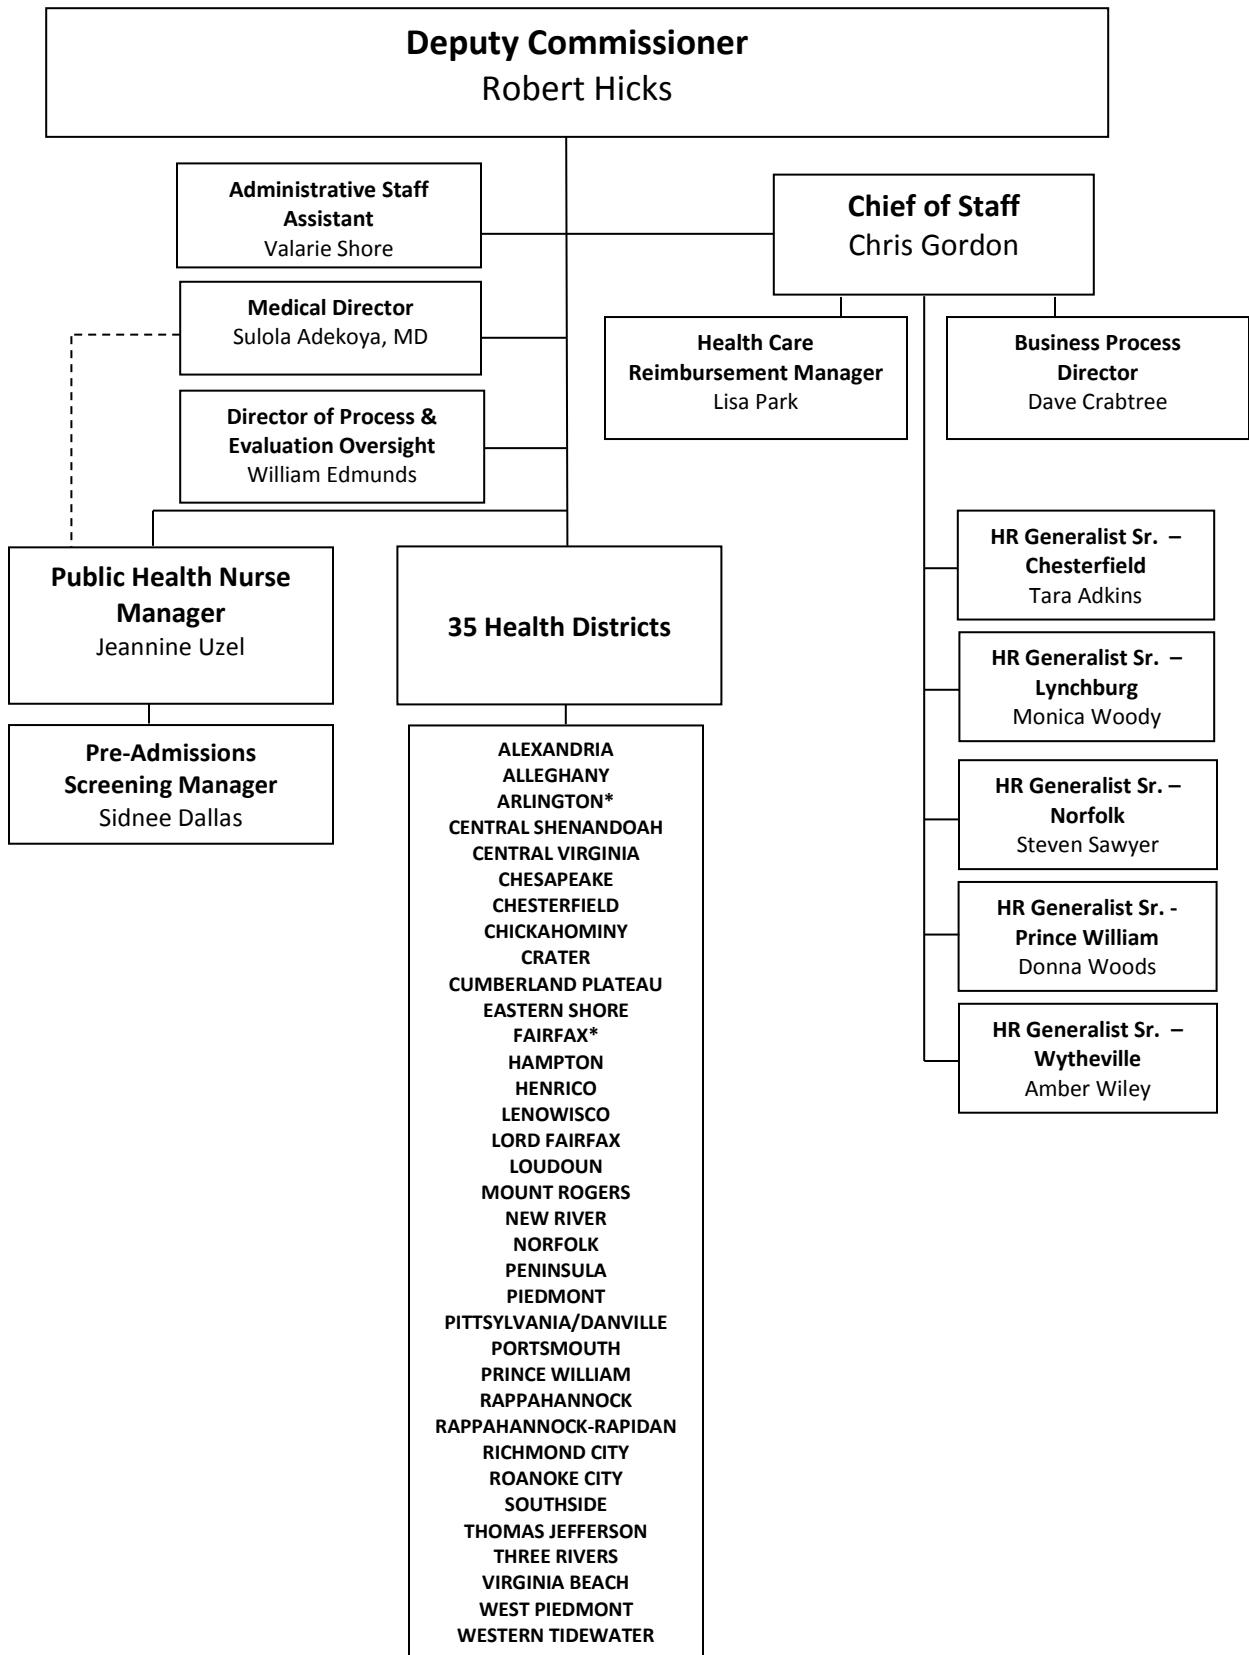 Deputy Commissioner
Robert Hicks
Administrative Staff
Assistant
Valarie Shore
Chief of Staff
Chris Gordon
Medical Director
Sulola Adekoya, MD
Health Care
Reimbursement Manager
Lisa Park
Business Process
Director
Dave Crabtree
Director of Process &
Evaluation Oversight
William Edmunds
Public Health Nurse
Manager
Jeannine Uzel
35 Health Districts
Pre-Admissions
Screening Manager
Sidnee Dallas
HR Generalist Sr. –
Chesterfield
Tara Adkins
HR Generalist Sr. –
Lynchburg
Monica Woody
HR Generalist Sr. –
Norfolk
Steven Sawyer
HR Generalist Sr. -
Prince William
Donna Woods
HR Generalist Sr. –
Wytheville
Amber Wiley
ALEXANDRIA
ALLEGHANY
ARLINGTON*
CENTRAL SHENANDOAH
CENTRAL VIRGINIA
CHESAPEAKE
CHESTERFIELD
CHICKAHOMINY
CRATER
CUMBERLAND PLATEAU
EASTERN SHORE
FAIRFAX*
HAMPTON
HENRICO
LENOWISCO
LORD FAIRFAX
LOUDOUN
MOUNT ROGERS
NEW RIVER
NORFOLK
PENINSULA
PIEDMONT
PITTSYLVANIA/DANVILLE
PORTSMOUTH
PRINCE WILLIAM
RAPPAHANNOCK
RAPPAHANNOCK-RAPIDAN
RICHMOND CITY
ROANOKE CITY
SOUTHSIDE
THOMAS JEFFERSON
THREE RIVERS
VIRGINIA BEACH
WEST PIEDMONT
WESTERN TIDEWATER